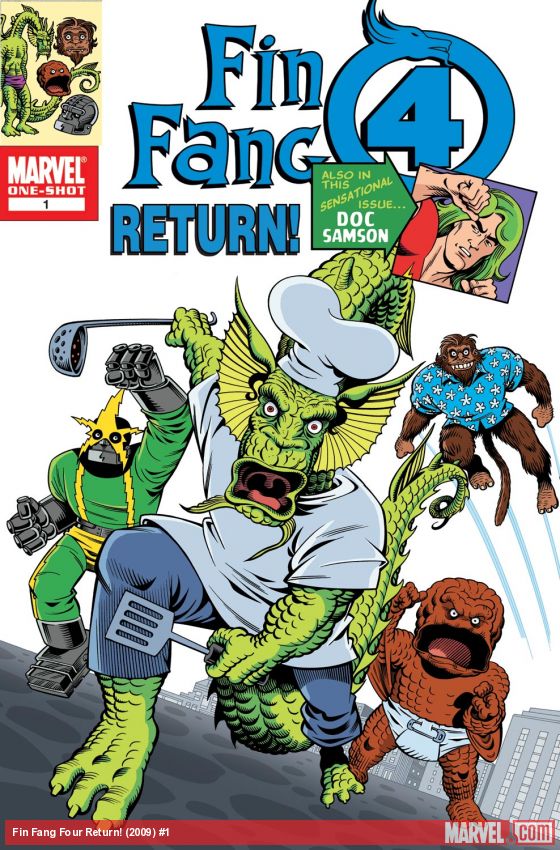 Fin
Fang
4
RETURN!
MARVEL®
ONE-SHOT
1
ALSO IN
THIS
SENSATIONAL
ISSUE...
DOC
SAMSON
Fin Fang Four Return! (2009) #1
MARVEL.COM